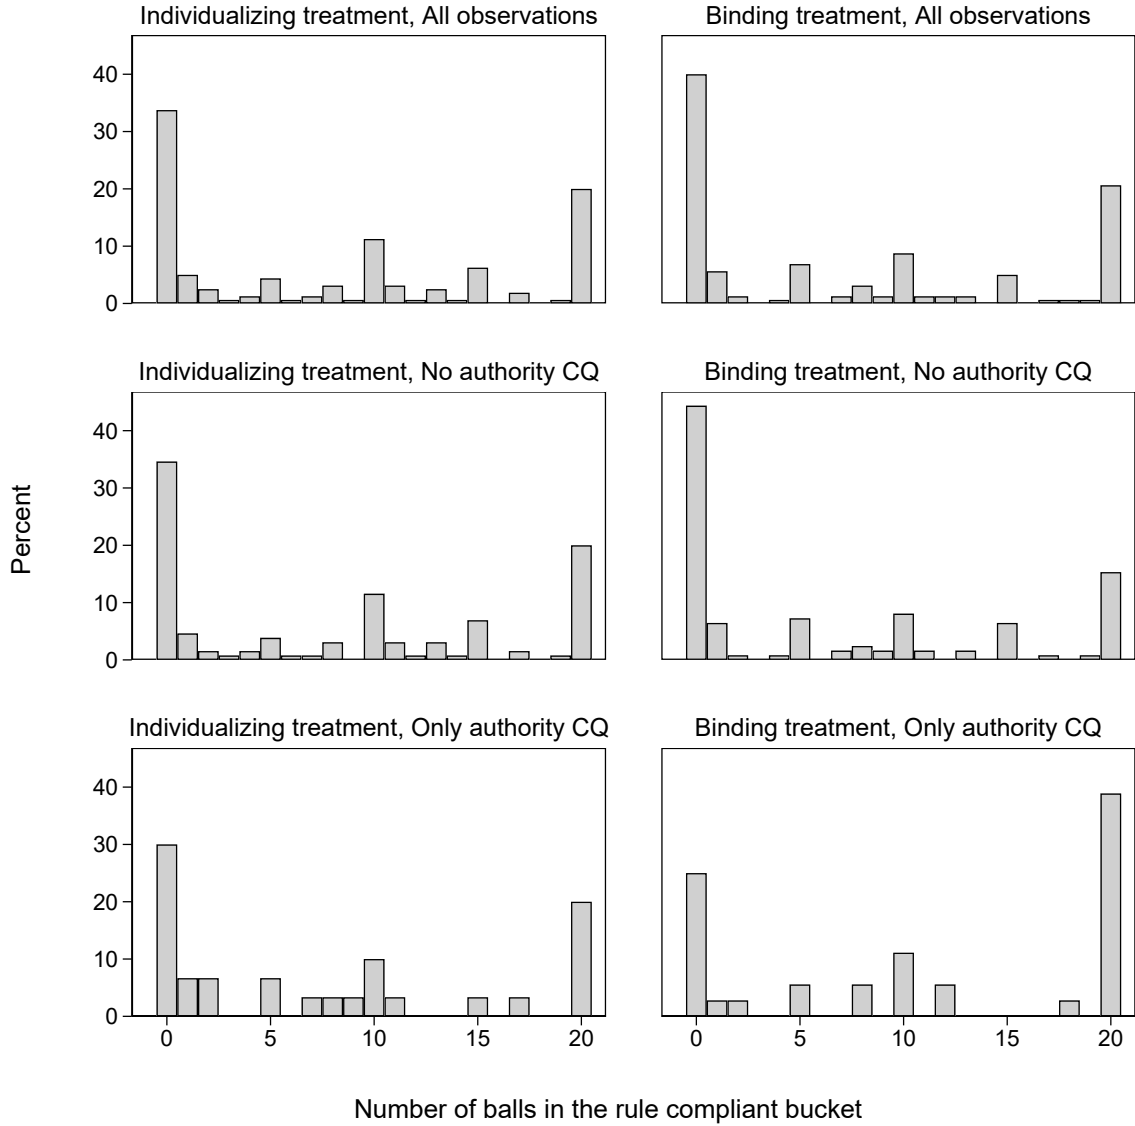 Individualizing treatment, All observations
Binding treatment, All observations
40
30
20
10
0
Individualizing treatment, No authority CQ
Binding treatment, No authority CQ
40
30
20
10
0
Percent
Individualizing treatment, Only authority CQ
Binding treatment, Only authority CQ
40
30
20
10
0
0 5 10 15 20
0 5 10 15 20
Number of balls in the rule compliant bucket